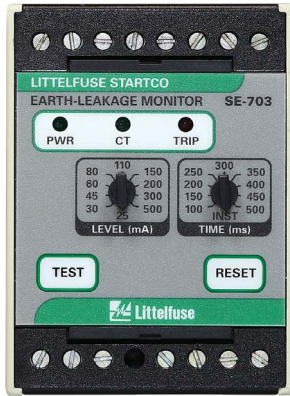 LITTELFUSE STARTCO
EARTH-LEAKAGE MONITOR SE-703
PWR CT TRIP
110 300
80 150 250 350
60 200 200 400
45 300 150 450
30 500 100 500
25 INST
LEVEL (mA) TIME (ms)
TEST RESET
Littelfuse